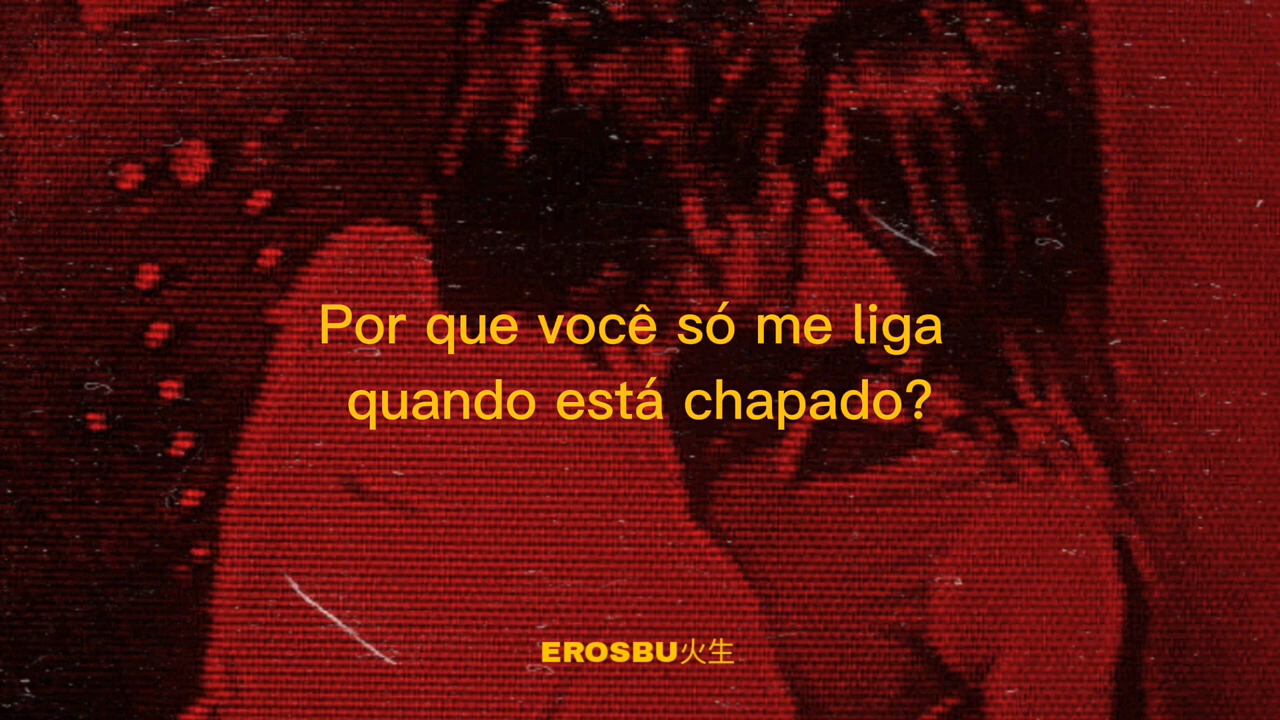 Por que você só me liga
quando está chapado?
EROSBU火生